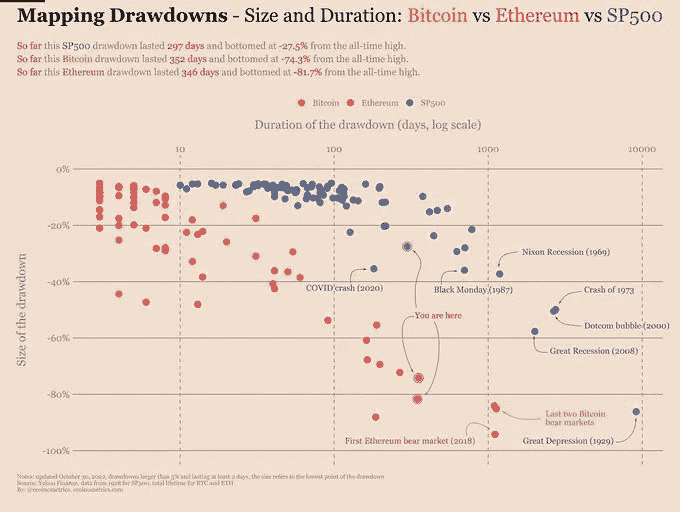 Mapping Drawdowns - Size and Duration: Bitcoin vs Ethereum vs SP500
So far this SP500 drawdown lasted 297 days and bottomed at -27.5% from the all-time high.
So far this Bitcoin drawdown lasted 352 days and bottomed at -74.3% from the all-time high.
So far this Ethereum drawdown lasted 346 days and bottomed at -81.7% from the all-time high.
Bitcoin Ethereum SP500
Duration of the drawdown (days, log scale)
10 100 1000 10000
0%
-20%
Nixon Recession (1969)
-40%
COVID crash (2020)
Black Monday (1987)
Crash of 1973
You are here
Dotcom bubble (2000)
-60%
Great Recession (2008)
Size of the drawdown
-80%
Last two Bitcoin
bear markets
First Ethereum bear market (2018)
Great Depression (1929)
-100%
Notes: updated October 30, 2022, drawdowns larger than 5% and lasting at least 2 days, the size refers to the lowest point of the drawdown
Source: Yahoo Finance, data from 1928 for SP500, total lifetime for BTC and ETH
By: @ecoinometrics, ecoinometrics.com